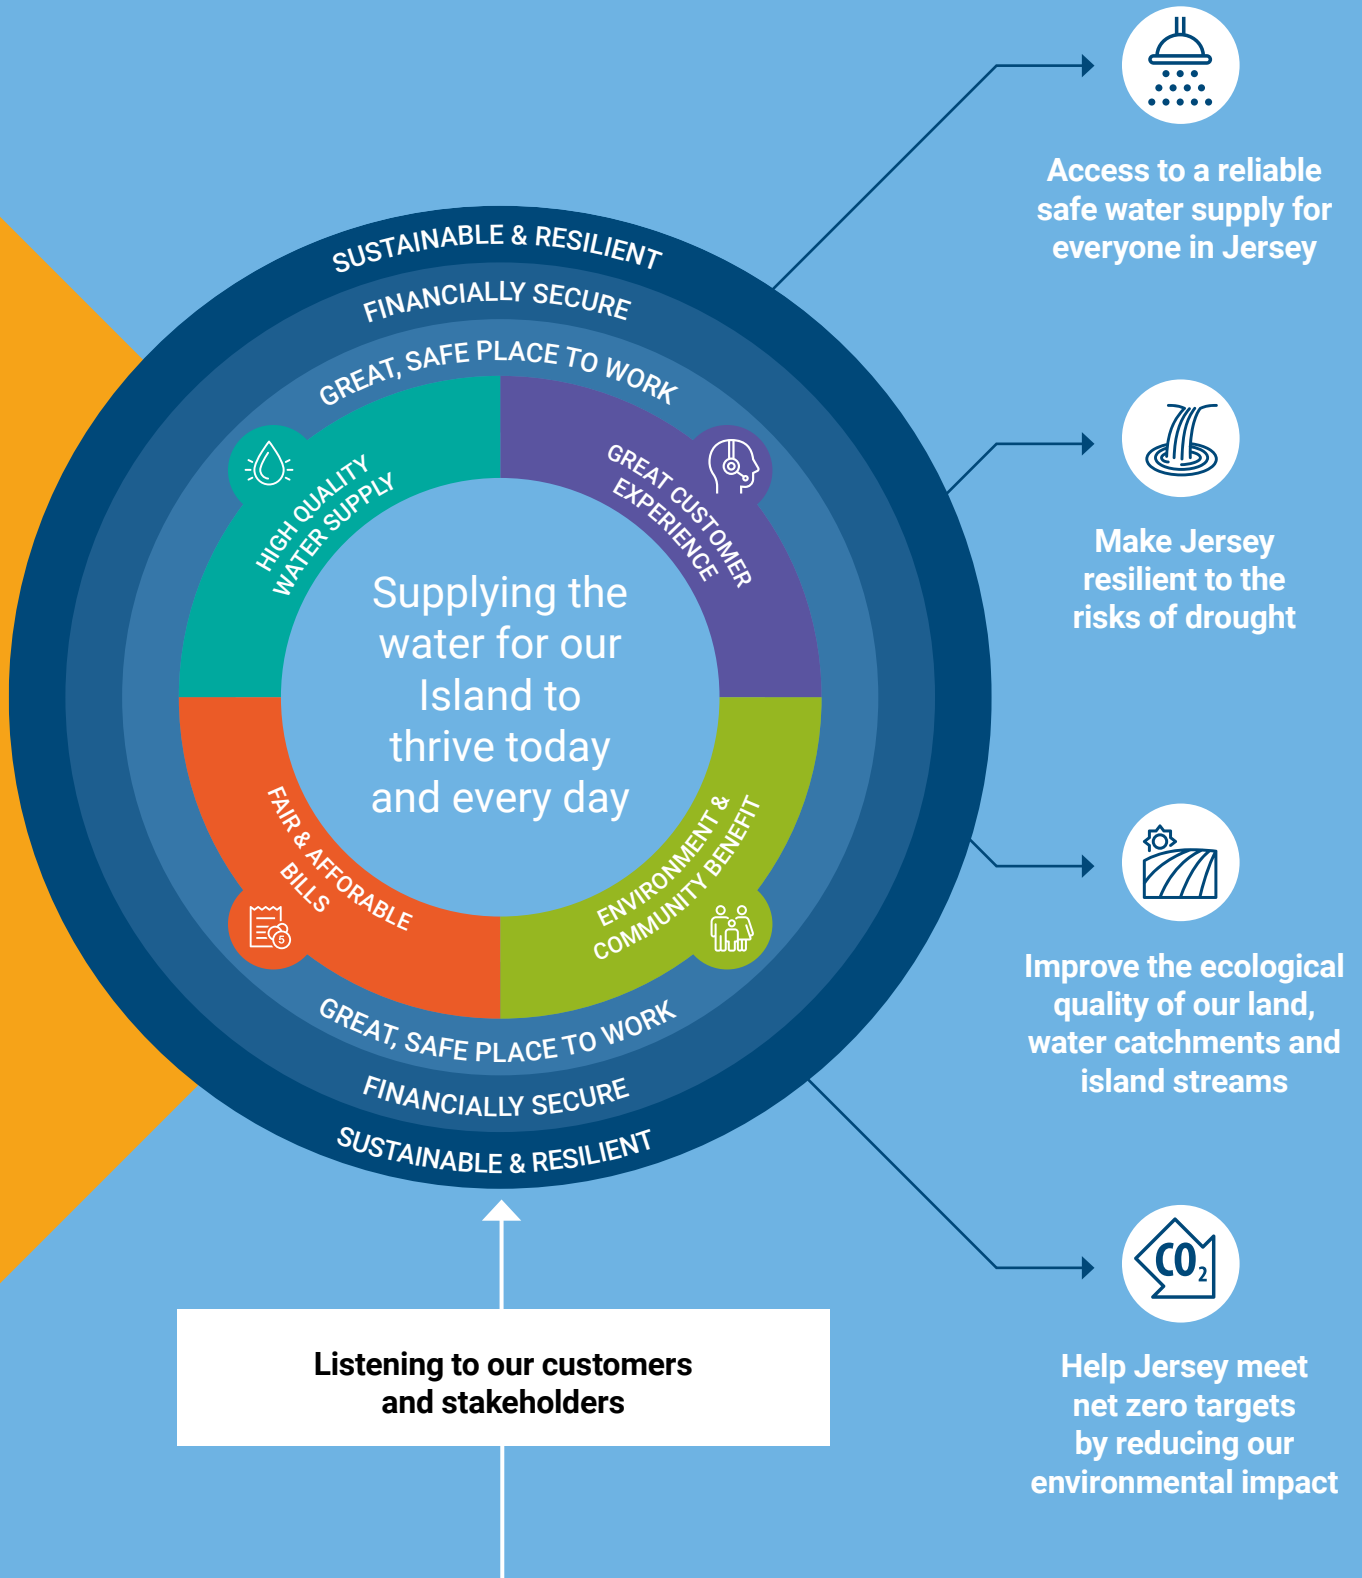 SUSTAINABLE & RESILIENT
FINANCIALLY SECURE
GREAT, SAFE PLACE TO WORK
HIGH QUALITY
WATER SUPPLY
GREAT CUSTOMER
EXPERIENCE
Supplying the
water for our
Island to
thrive today
and every day
FAIR & AFFORABLE
BILLS
5
ENVIRONMENT &
COMMUNITY BENEFIT
GREAT, SAFE PLACE TO WORK
FINANCIALLY SECURE
SUSTAINABLE & RESILIENT
Listening to our customers
and stakeholders
Access to a reliable
safe water supply for
everyone in Jersey
Make Jersey
resilient to the
risks of drought
Improve the ecological
quality of our land,
water catchments and
island streams
CO₂
Help Jersey meet
net zero targets
by reducing our
environmental impact